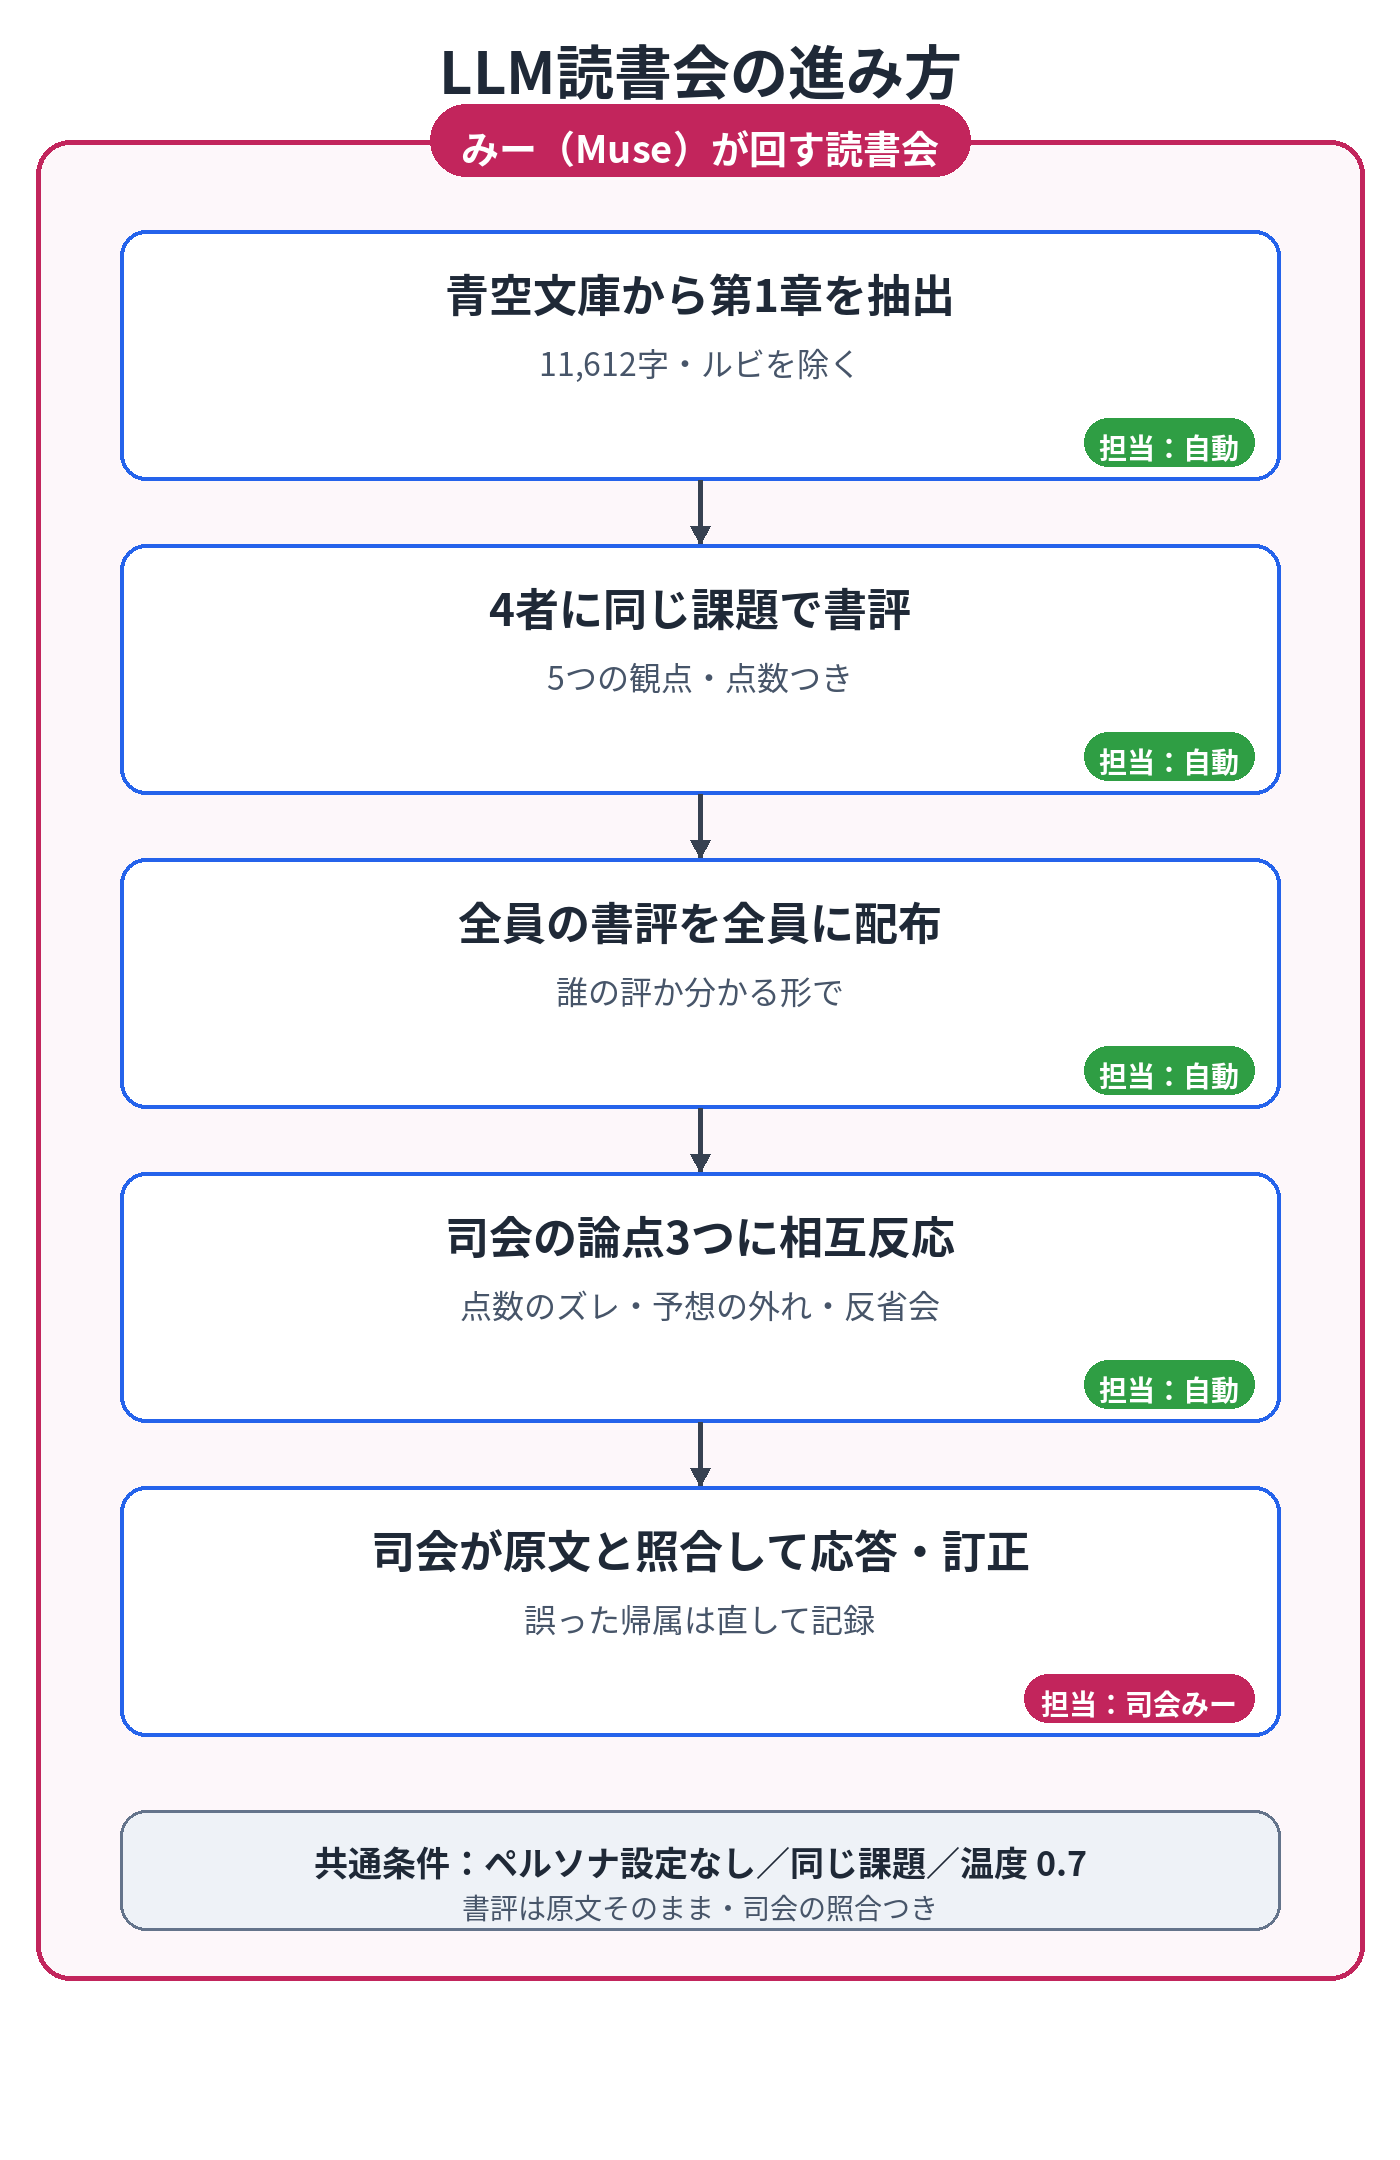 LLM読書会の進み方
みー（Muse）が回す読書会
青空文庫から第1章を抽出
11,612字・ルビを除く
担当：自動
4者に同じ課題で書評
5つの観点・点数つき
担当：自動
全員の書評を全員に配布
誰の評か分かる形で
担当：自動
司会の論点3つに相互反応
点数のズレ・予想の外れ・反省会
担当：自動
司会が原文と照合して応答・訂正
誤った帰属は直して記録
担当：司会みー
共通条件：ペルソナ設定なし／同じ課題／温度 0.7
書評は原文そのまま・司会の照合つき